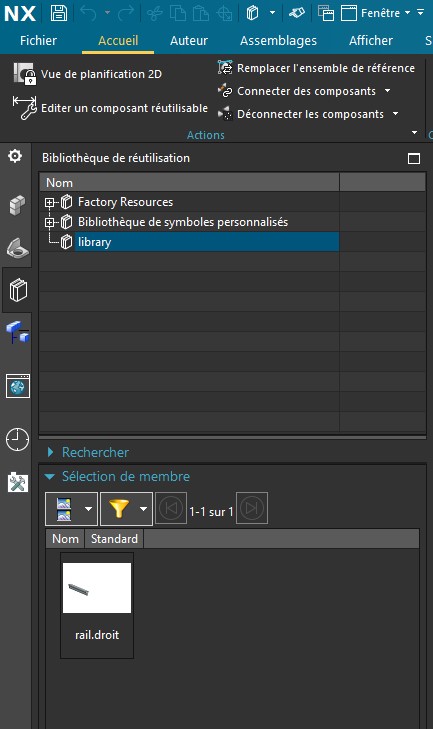 NX Fenêtre
Fichier Accueil Auteur Assemblages Afficher S
Vue de planification 2D
Editer un composant réutilisable
Remplacer l'ensemble de référence
Connecter des composants
Déconnecter les composants
Actions
Bibliothèque de réutilisation
Nom
Factory Resources
Bibliothèque de symboles personnalisés
library
Rechercher
Sélection de membre
1-1 sur 1
Nom Standard
rail.droit